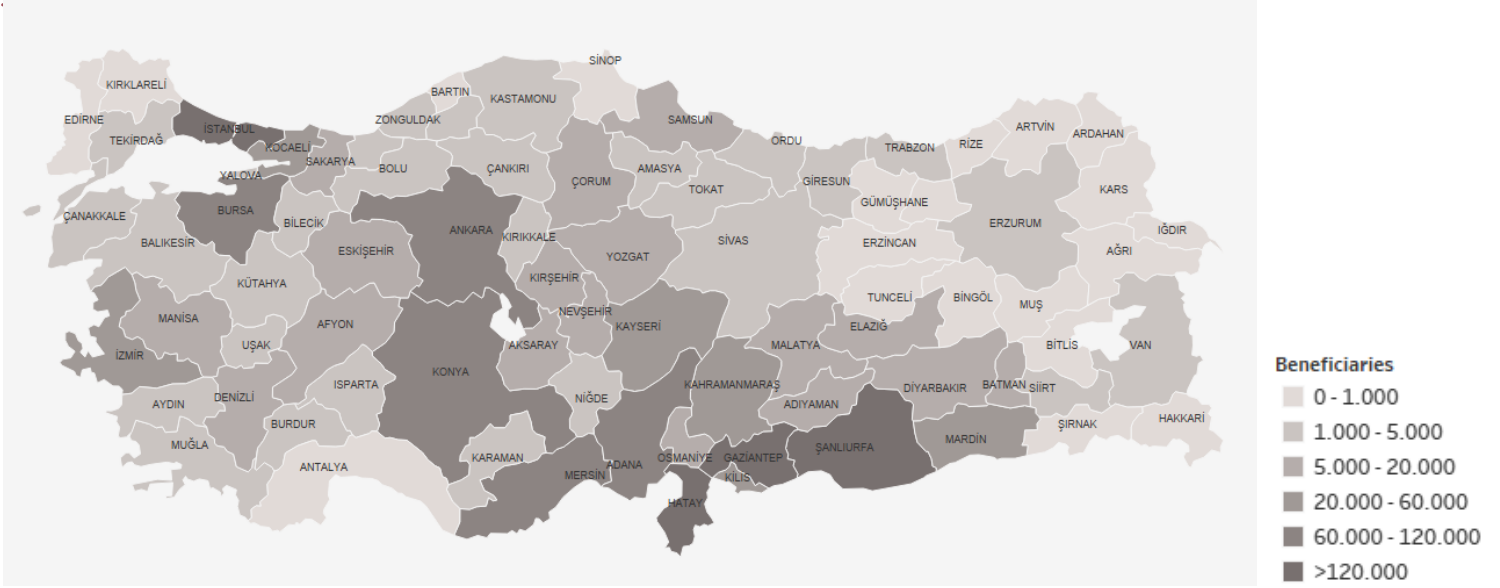 SİNOP
KIRKLARELİ
BARTIN
KASTAMONU
EDİRNE
TEKİRDAĞ
İSTANBUL
ZONGULDAK
SAMSUN
ARTVİN
ARDAHAN
KOCAELİ
SAKARYA
ORDU
TRABZON
RİZE
YALOVA
BOLU
ÇANKIRI
ÇORUM
AMASYA
TOKAT
GİRESUN
KARS
ÇANAKKALE
BURSA
BİLECİK
GÜMÜŞHANE
BALIKESİR
ESKİŞEHİR
ANKARA
KIRIKKALE
SİVAS
ERZİNCAN
ERZURUM
IĞDIR
AĞRI
KÜTAHYA
KIRŞEHİR
YOZGAT
TUNCELİ
BİNGÖL
MUŞ
MANİSA
AFYON
NEVŞEHİR
KAYSERİ
ELAZIĞ
UŞAK
AKSARAY
MALATYA
BİTLİS
VAN
İZMİR
KONYA
ISPARTA
KAHRAMANMARAŞ
DİYARBAKIR
BATMAN
SİİRT
AYDIN
DENİZLİ
NİĞDE
ADIYAMAN
BURDUR
ŞIRNAK
HAKKARİ
MUĞLA
ANTALYA
KARAMAN
MERSİN
ADANA
OSMANİYE
GAZİANTEP
ŞANLIURFA
MARDİN
KİLİS
HATAY
Beneficiaries
0 - 1.000
1.000 - 5.000
5.000 - 20.000
20.000 - 60.000
60.000 - 120.000
>120.000